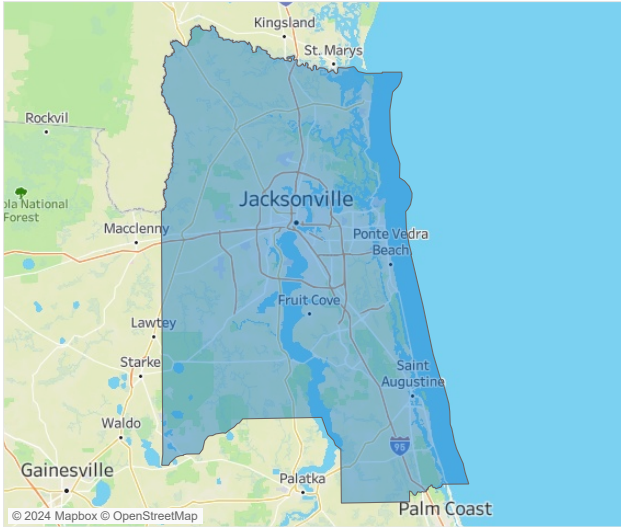 Kingsland
St. Marys
Rockvil
Jacksonville
ola National
Forest
Macclenny
Ponte Vedra
Beach
Fruit Cove
Lawtey
Starke
Saint
Augustine
Waldo
95
Gainesville
Palatka
Palm Coast
© 2024 Mapbox © OpenStreetMap